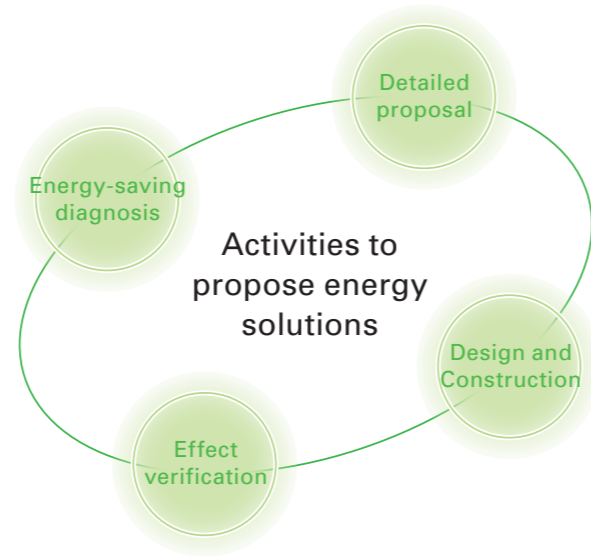 Detailed
proposal
Energy-saving
diagnosis
Activities to
propose energy
solutions
Design and
Construction
Effect
verification